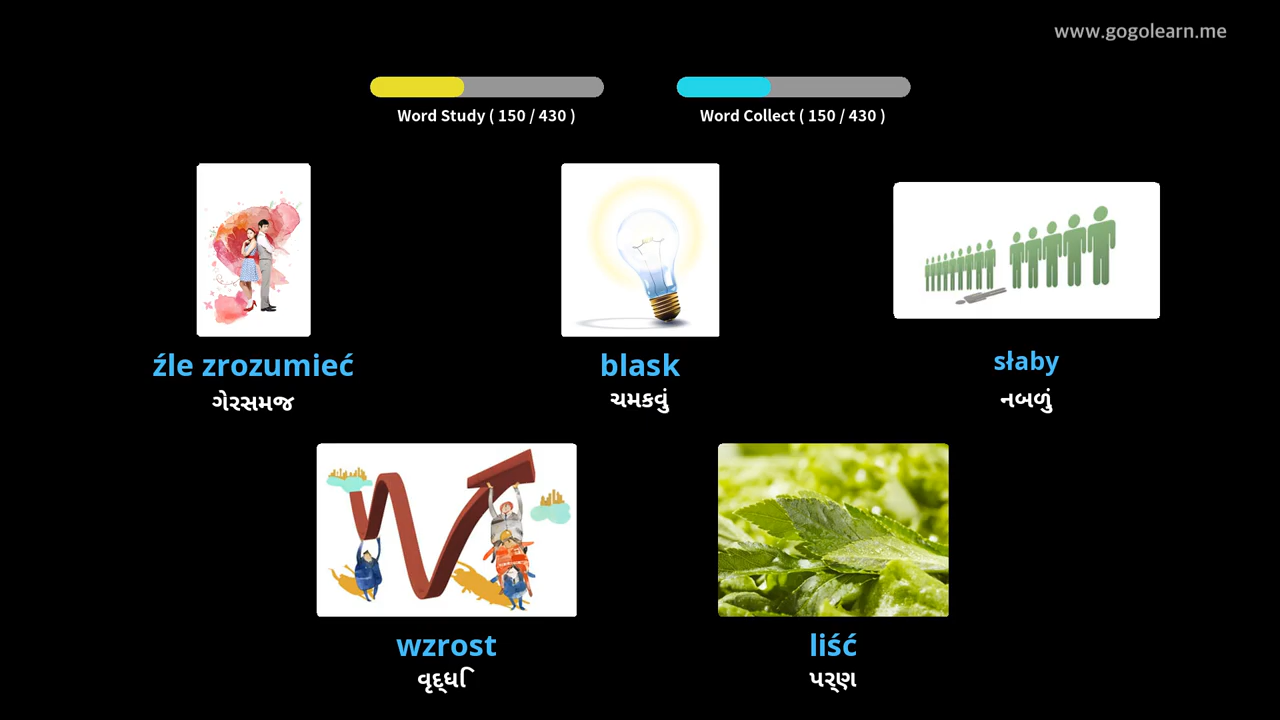 www.gogolearn.me
Word Study ( 150 / 430 )
Word Collect ( 150 / 430 )
źle zrozumieć
ગેરસમજ
blask
ચમકવું
słaby
નબળું
wzrost
વૃદ્ધિ
liść
પર્ણ